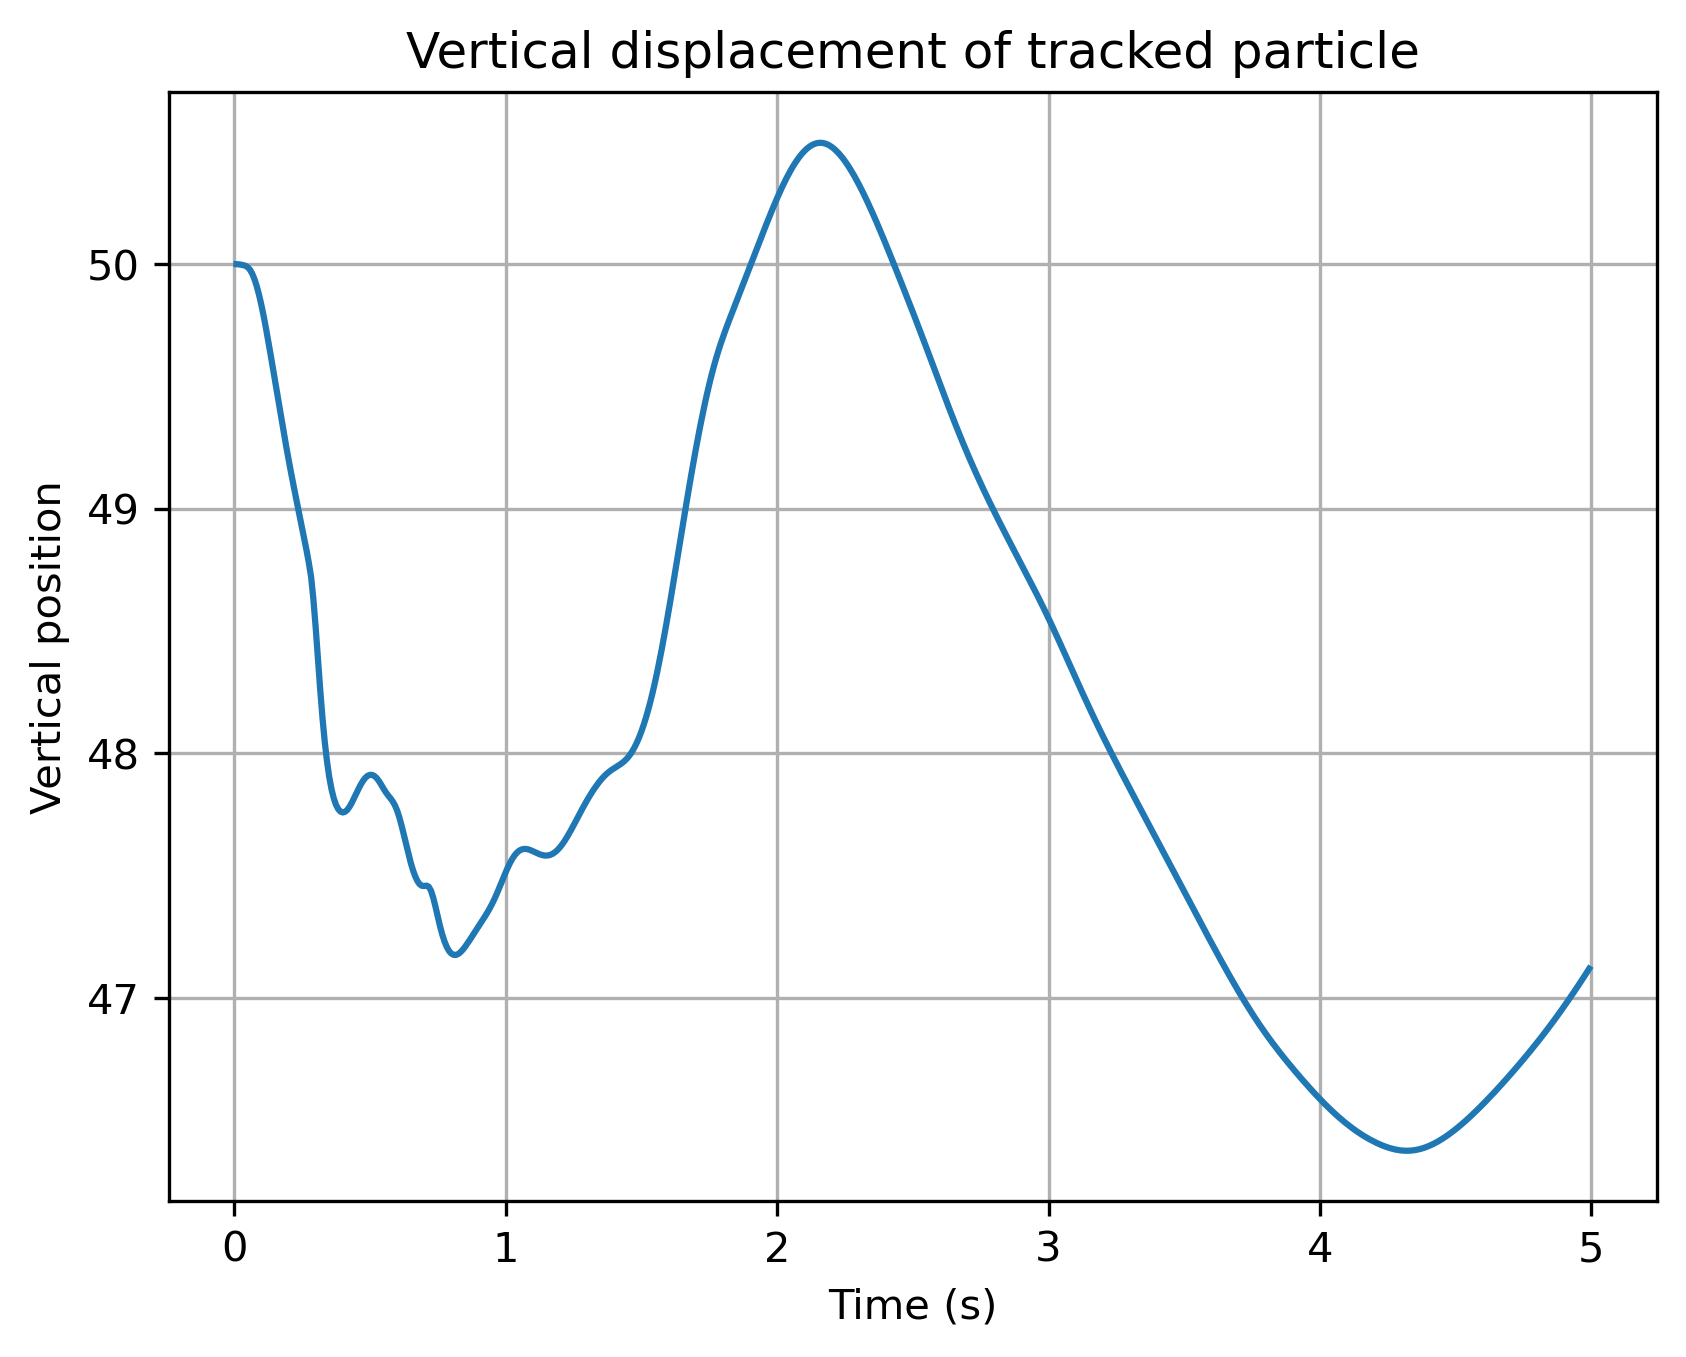 Vertical displacement of tracked particle
Vertical position
50
49
48
47
0 1 2 3 4 5
Time (s)